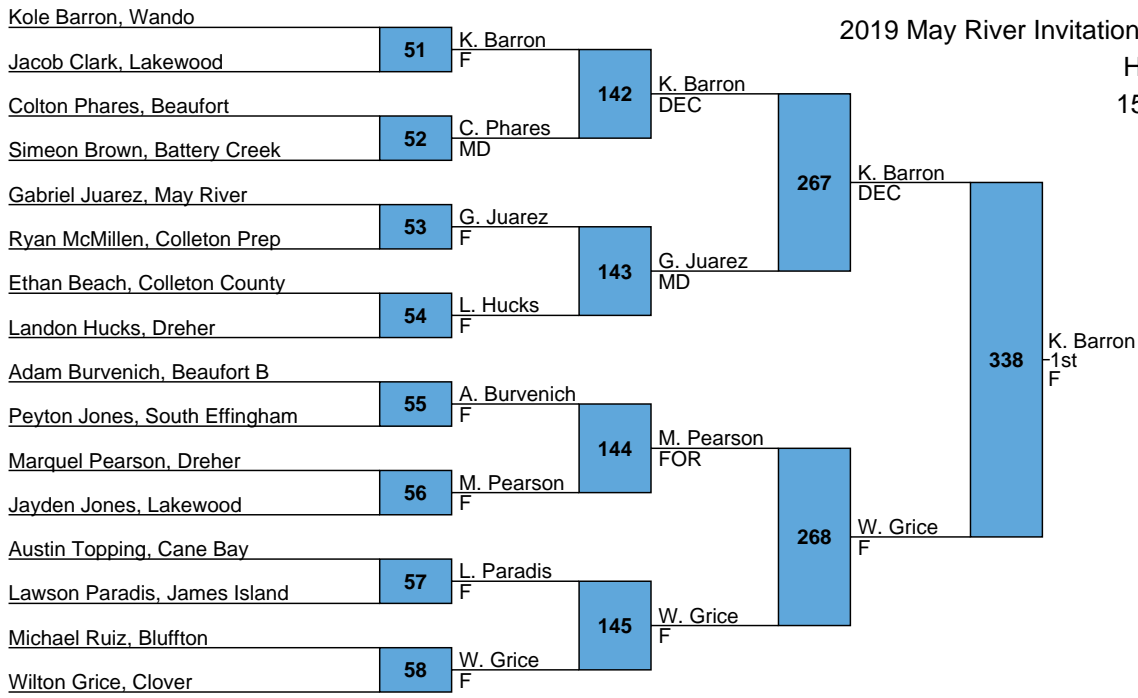 Kole Barron, Wando
Jacob Clark, Lakewood
Colton Phares, Beaufort
Simeon Brown, Battery Creek
Gabriel Juarez, May River
Ryan McMillen, Colleton Prep
Ethan Beach, Colleton County
Landon Hucks, Dreher
Adam Burvenich, Beaufort B
Peyton Jones, South Effingham
Marquel Pearson, Dreher
Jayden Jones, Lakewood
Austin Topping, Cane Bay
Lawson Paradis, James Island
Michael Ruiz, Bluffton
Wilton Grice, Clover
51
52
53
54
55
56
57
58
K. Barron
F
C. Phares
MD
G. Juarez
F
L. Hucks
F
A. Burvenich
F
M. Pearson
F
L. Paradis
F
W. Grice
F
142
143
144
145
K. Barron
DEC
G. Juarez
MD
M. Pearson
FOR
W. Grice
F
267
268
K. Barron
DEC
W. Grice
F
338
K. Barron
1st
F
2019 May River Invitation
H
15